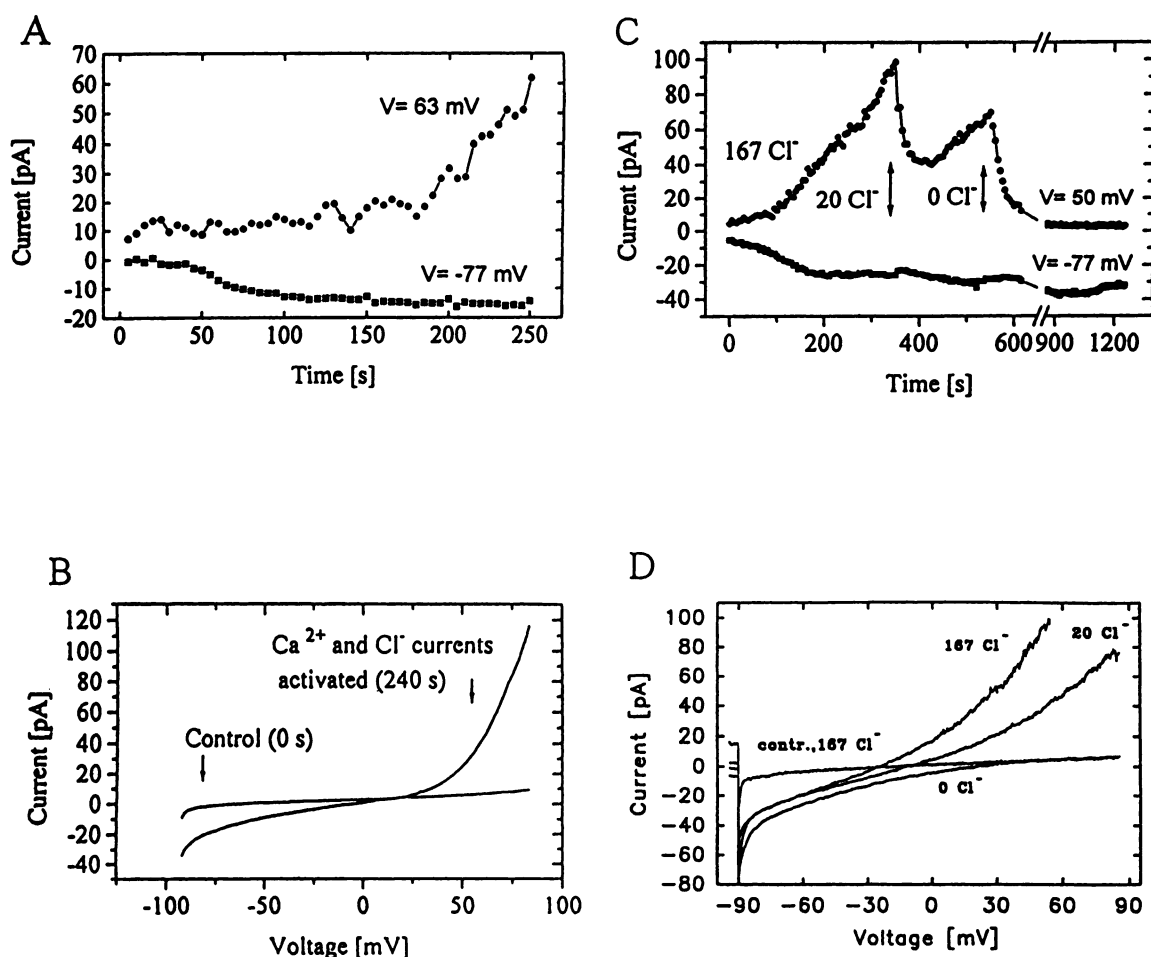 A
70
60
50
40
30
20
10
0
-10
-20
Current [pA]
V= 63 mV
V= -77 mV
0 50 100 150 200 250
Time [s]
C
100
80
60
40
20
0
-20
-40
Current [pA]
167 Cl⁻
20 Cl⁻
0 Cl⁻
V= 50 mV
V= -77 mV
0 200 400 600 900 1200
Time [s]
B
120
100
80
60
40
20
0
-20
-40
Current [pA]
Ca²⁺ and Cl⁻ currents
activated (240 s)
Control (0 s)
-100 -50 0 50 100
Voltage [mV]
D
100
80
60
40
20
0
-20
-40
-60
-80
Current [pA]
167 Cl⁻
20 Cl⁻
contr.,167 Cl⁻
0 Cl⁻
-90 -60 -30 0 30 60 90
Voltage [mV]